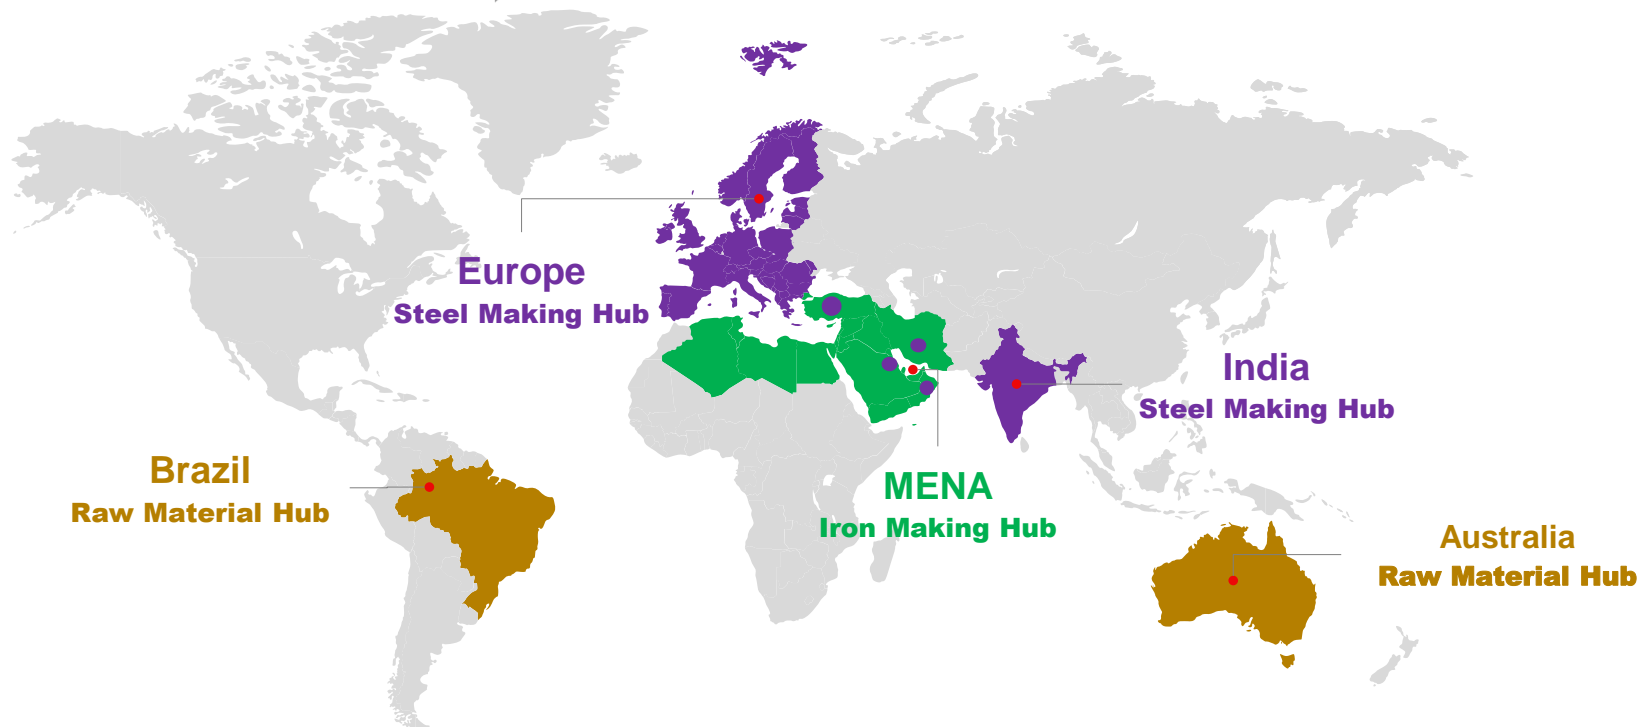 Europe
Steel Making Hub
India
Steel Making Hub
Brazil
Raw Material Hub
MENA
Iron Making Hub
Australia
Raw Material Hub